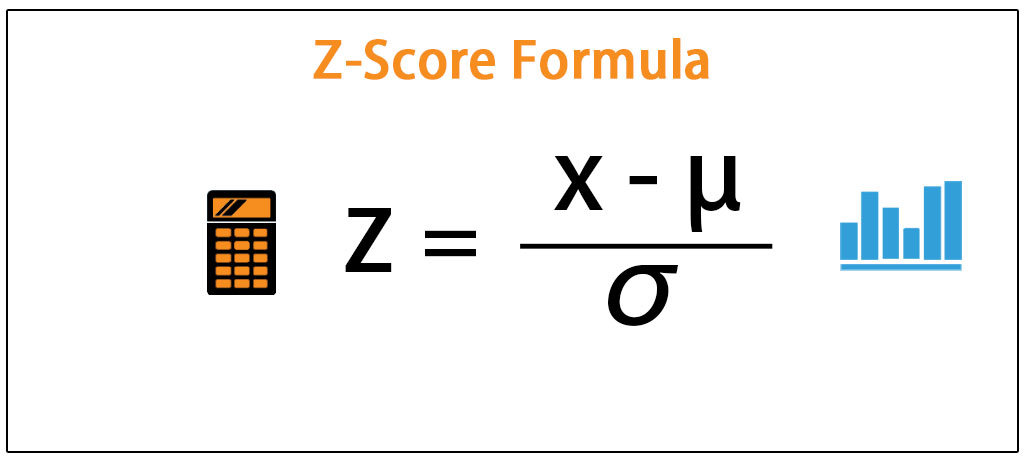 Z-Score Formula
Z = x - μ
σ